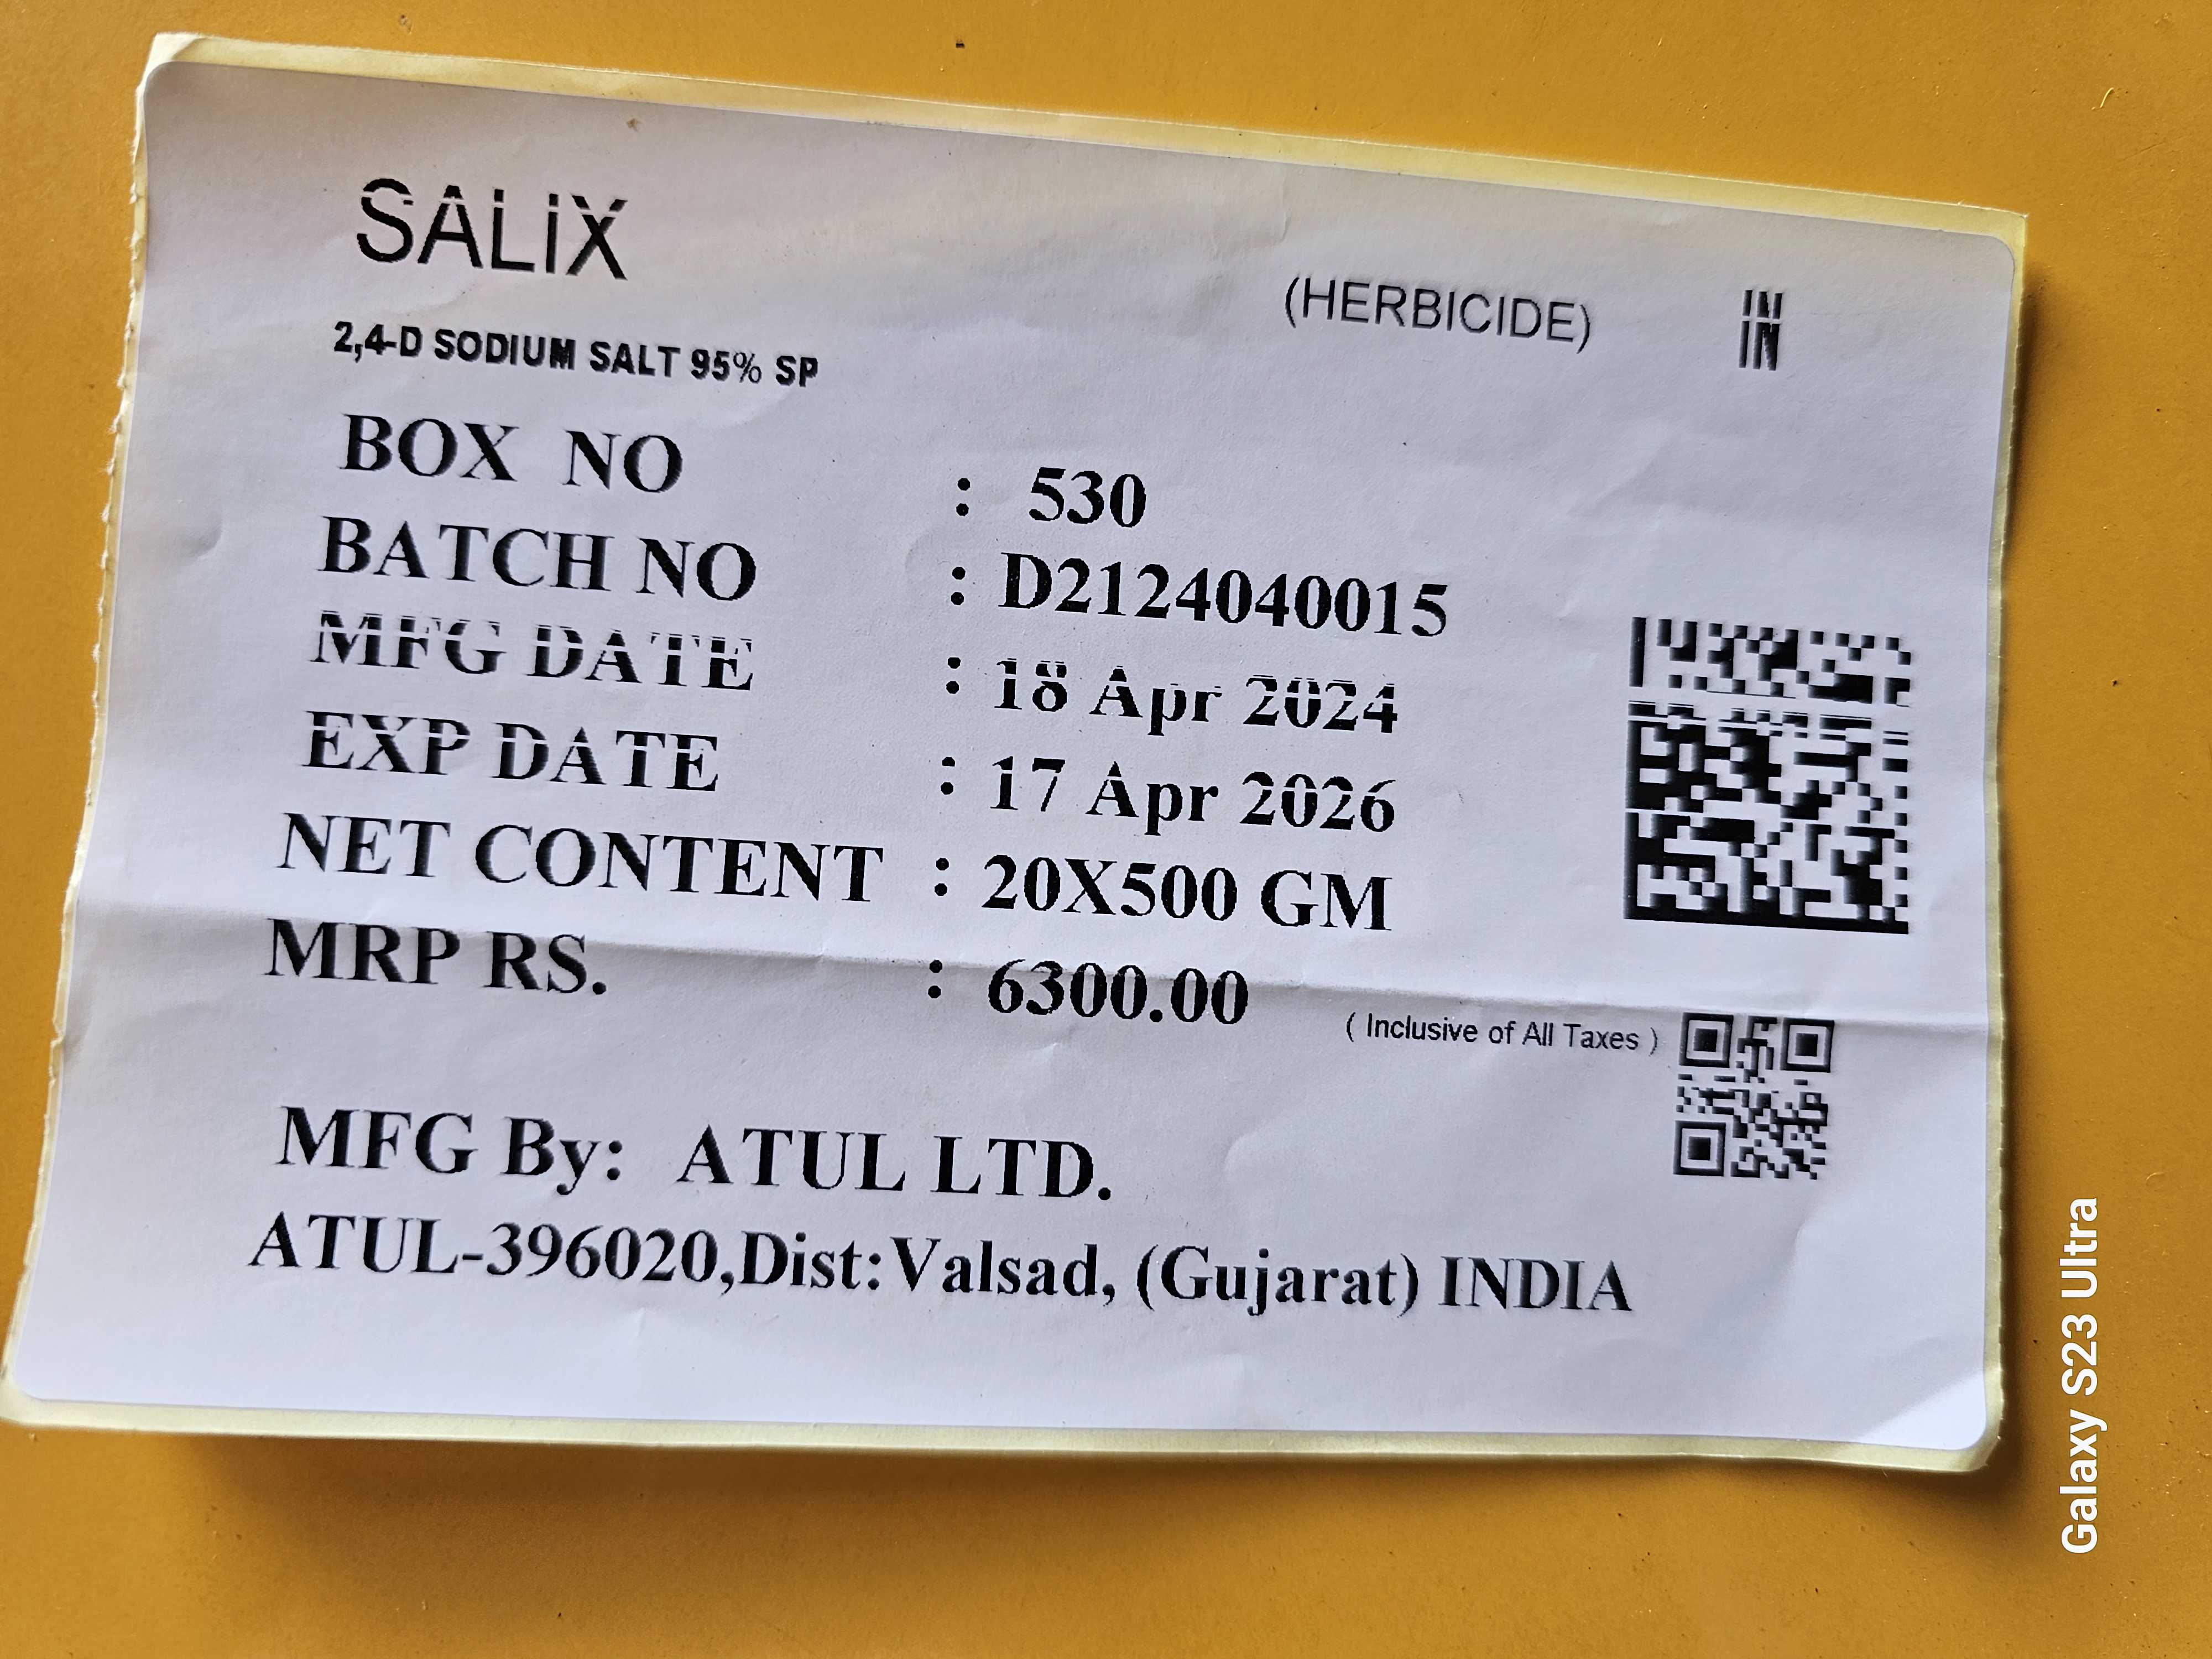 SALiX
(HERBICIDE) IN
2,4-D SODIUM SALT 95% SP
BOX NO : 530
BATCH NO : D2124040015
MFG DATE : 18 Apr 2024
EXP DATE : 17 Apr 2026
NET CONTENT : 20X500 GM
MRP RS. : 6300.00 ( Inclusive of All Taxes )
MFG By: ATUL LTD.
ATUL-396020,Dist:Valsad, (Gujarat) INDIA
Galaxy S23 Ultra